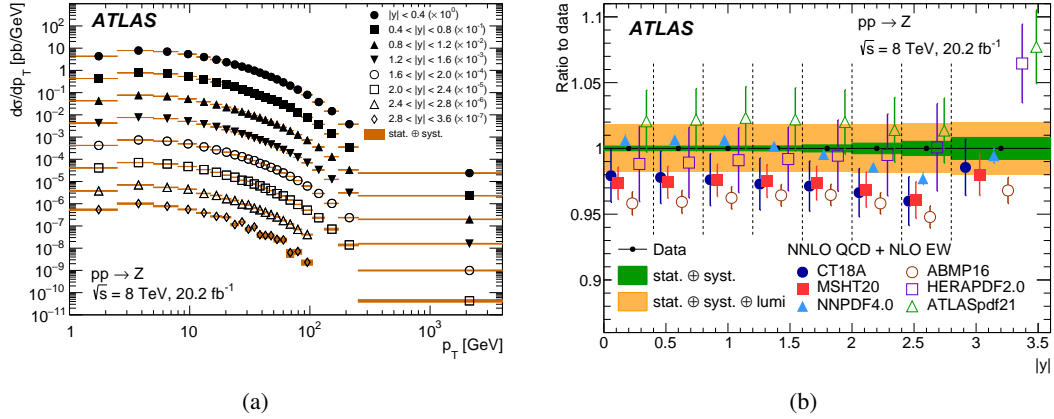 ATLAS
|y| < 0.4 (× 10⁰)
0.4 < |y| < 0.8 (× 10⁻¹)
0.8 < |y| < 1.2 (× 10⁻²)
1.2 < |y| < 1.6 (× 10⁻³)
1.6 < |y| < 2.0 (× 10⁻⁴)
2.0 < |y| < 2.4 (× 10⁻⁵)
2.4 < |y| < 2.8 (× 10⁻⁶)
2.8 < |y| < 3.6 (× 10⁻⁷)
stat. ⊕ syst.
dσ/dp_T [pb/GeV]
10³
10²
10
1
10⁻¹
10⁻²
10⁻³
10⁻⁴
10⁻⁵
10⁻⁶
10⁻⁷
10⁻⁸
10⁻⁹
10⁻¹⁰
10⁻¹¹
pp → Z
√s = 8 TeV, 20.2 fb⁻¹
1 10 10² 10³
p_T [GeV]
(a)
Ratio to data
1.1
1.05
1
0.95
0.9
ATLAS
pp → Z
√s = 8 TeV, 20.2 fb⁻¹
Data
stat. ⊕ syst.
stat. ⊕ syst. ⊕ lumi
NNLO QCD + NLO EW
CT18A
MSHT20
NNPDF4.0
ABMP16
HERAPDF2.0
ATLASpdf21
0 0.5 1 1.5 2 2.5 3 3.5
|y|
(b)